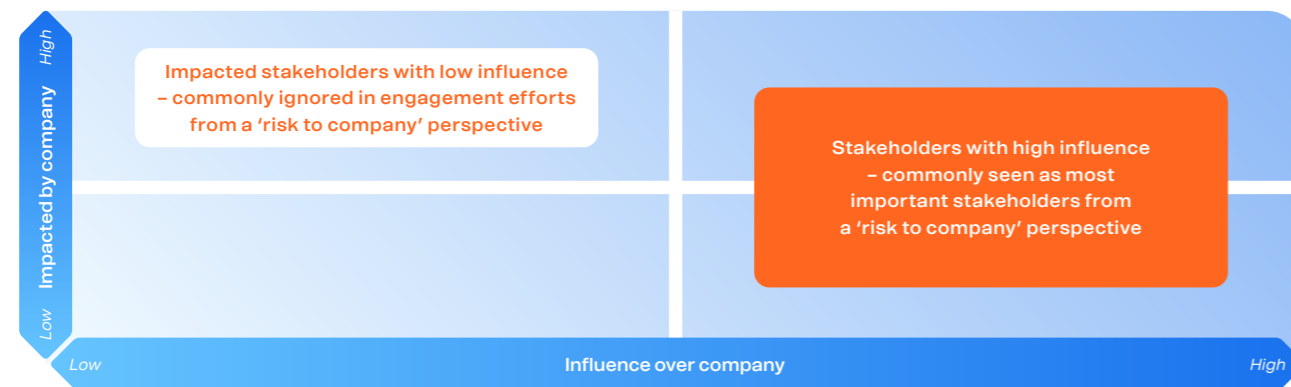 High
Impacted by company
Low
Impacted stakeholders with low influence
– commonly ignored in engagement efforts
from a ‘risk to company’ perspective
Stakeholders with high influence
– commonly seen as most
important stakeholders from
a ‘risk to company’ perspective
Low
Influence over company
High